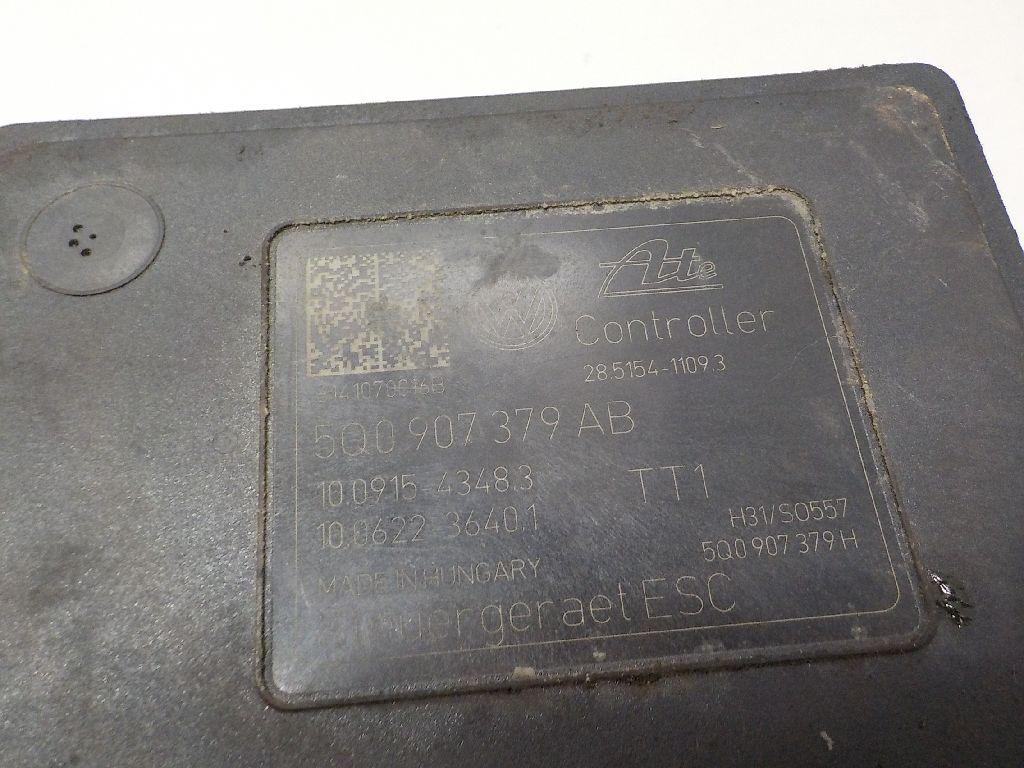 Ate
Controller
28.5154-1109.3
5Q0 907 379 AB
10.0915-4348.3
TT1
10.0622-3640.1
H31/S0557
5Q0 907 379 H
MADE IN HUNGARY
ESC